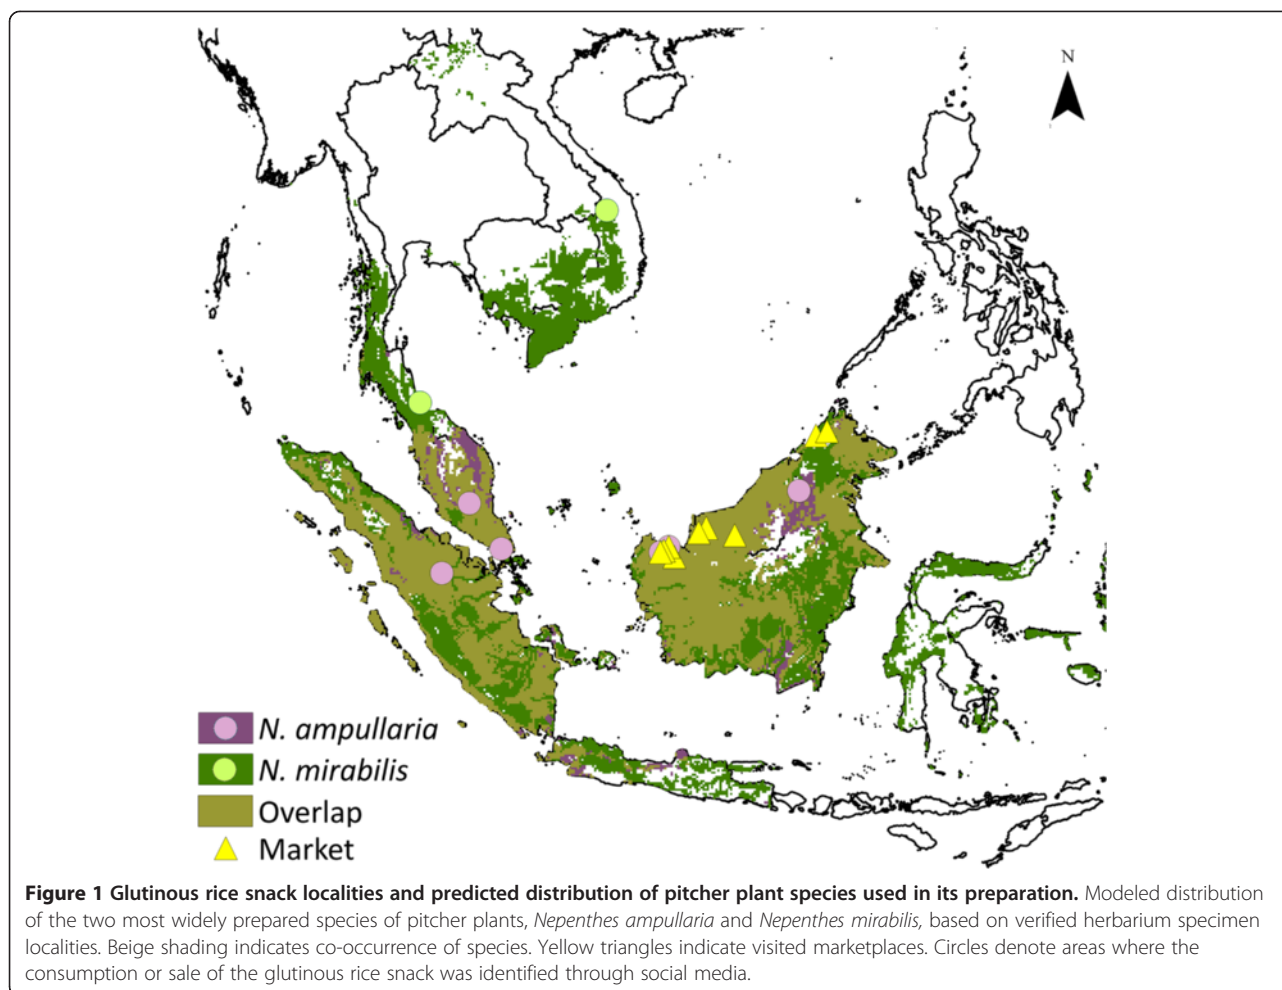 N
N. ampullaria
N. mirabilis
Overlap
Market
Figure 1 Glutinous rice snack localities and predicted distribution of pitcher plant species used in its preparation. Modeled distribution
of the two most widely prepared species of pitcher plants, Nepenthes ampullaria and Nepenthes mirabilis, based on verified herbarium specimen
localities. Beige shading indicates co-occurrence of species. Yellow triangles indicate visited marketplaces. Circles denote areas where the
consumption or sale of the glutinous rice snack was identified through social media.